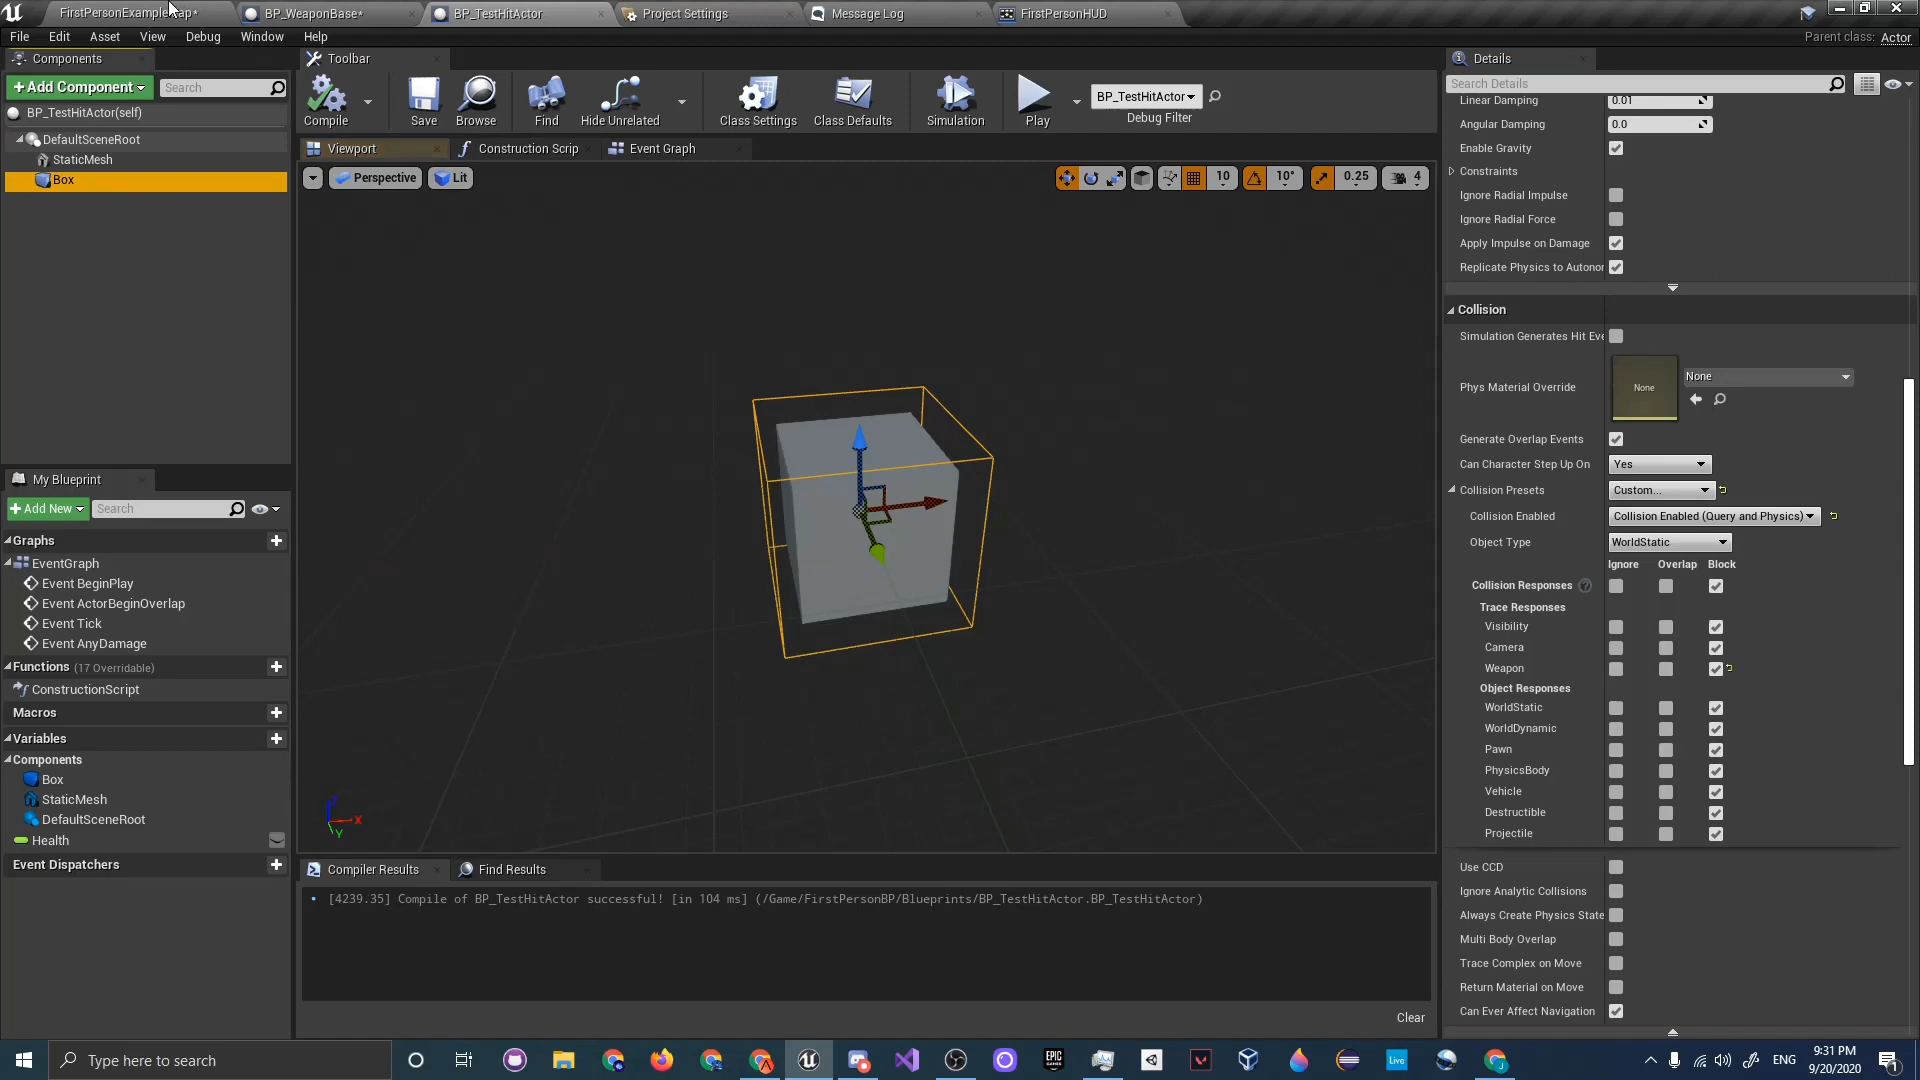 FirstPersonExampleMap*
BP_WeaponBase*
BP_TestHitActor
Project Settings
Message Log
FirstPersonHUD
File
Edit
Asset
View
Debug
Window
Help
Parent class: Actor
Components
Toolbar
Details
+Add Component
Search
Search Details
BP_TestHitActor(self)
DefaultSceneRoot
StaticMesh
Box
Compile
Save
Browse
Find
Hide Unrelated
Class Settings
Class Defaults
Simulation
Play
BP_TestHitActor
Debug Filter
Viewport
Construction Scrip
Event Graph
Perspective
Lit
10
10°
0.25
4
X
Y
Linear Damping
0.01
Angular Damping
0.0
Enable Gravity
Constraints
Ignore Radial Impulse
Ignore Radial Force
Apply Impulse on Damage
Replicate Physics to Autonor
Collision
Simulation Generates Hit Eve
Phys Material Override
None
None
Generate Overlap Events
Can Character Step Up On
Yes
Collision Presets
Custom...
Collision Enabled
Collision Enabled (Query and Physics)
Object Type
WorldStatic
Ignore
Overlap
Block
Collision Responses
Trace Responses
Visibility
Camera
Weapon
Object Responses
WorldStatic
WorldDynamic
Pawn
PhysicsBody
Vehicle
Destructible
Projectile
Use CCD
Ignore Analytic Collisions
Always Create Physics State
Multi Body Overlap
Trace Complex on Move
Return Material on Move
Can Ever Affect Navigation
My Blueprint
+Add New
Search
Graphs
EventGraph
Event BeginPlay
Event ActorBeginOverlap
Event Tick
Event AnyDamage
Functions (17 Overridable)
ConstructionScript
Macros
Variables
Components
Box
StaticMesh
DefaultSceneRoot
Health
Event Dispatchers
Compiler Results
Find Results
[4239.35] Compile of BP_TestHitActor successful! [in 104 ms] (/Game/FirstPersonBP/Blueprints/BP_TestHitActor.BP_TestHitActor)
Clear
Type here to search
EPIC GAMES
Live
ENG
9:31 PM
9/20/2020
1